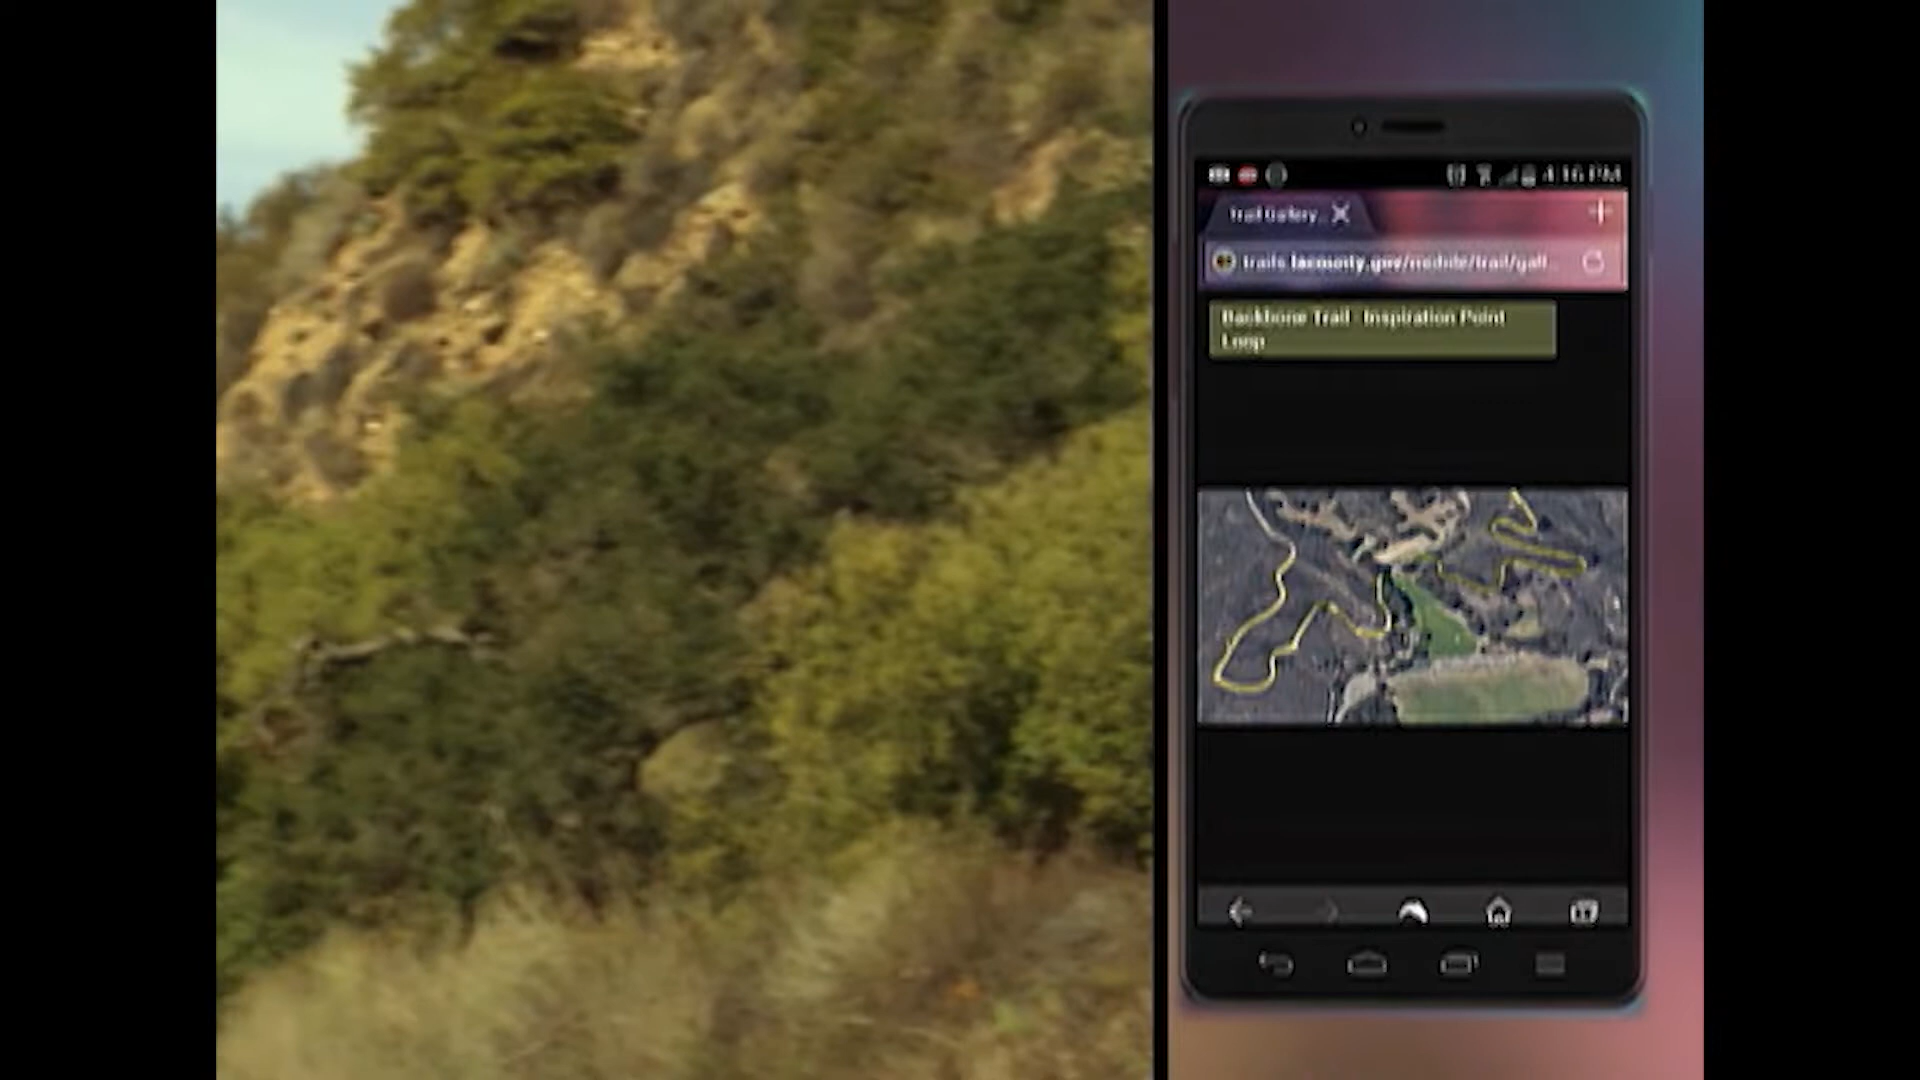 4:16 PM
Trail Gallery..
trails.lacounty.gov/mobile/trail/gall...
Backbone Trail Inspiration Point
Loop